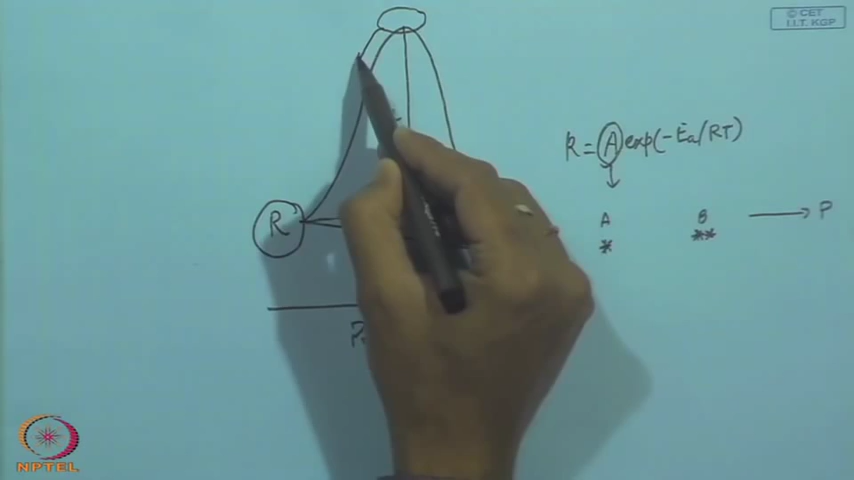 © CET
I.I.T. KGP
k = A exp(-Ea/RT)
R
A B → P
* **
NPTEL